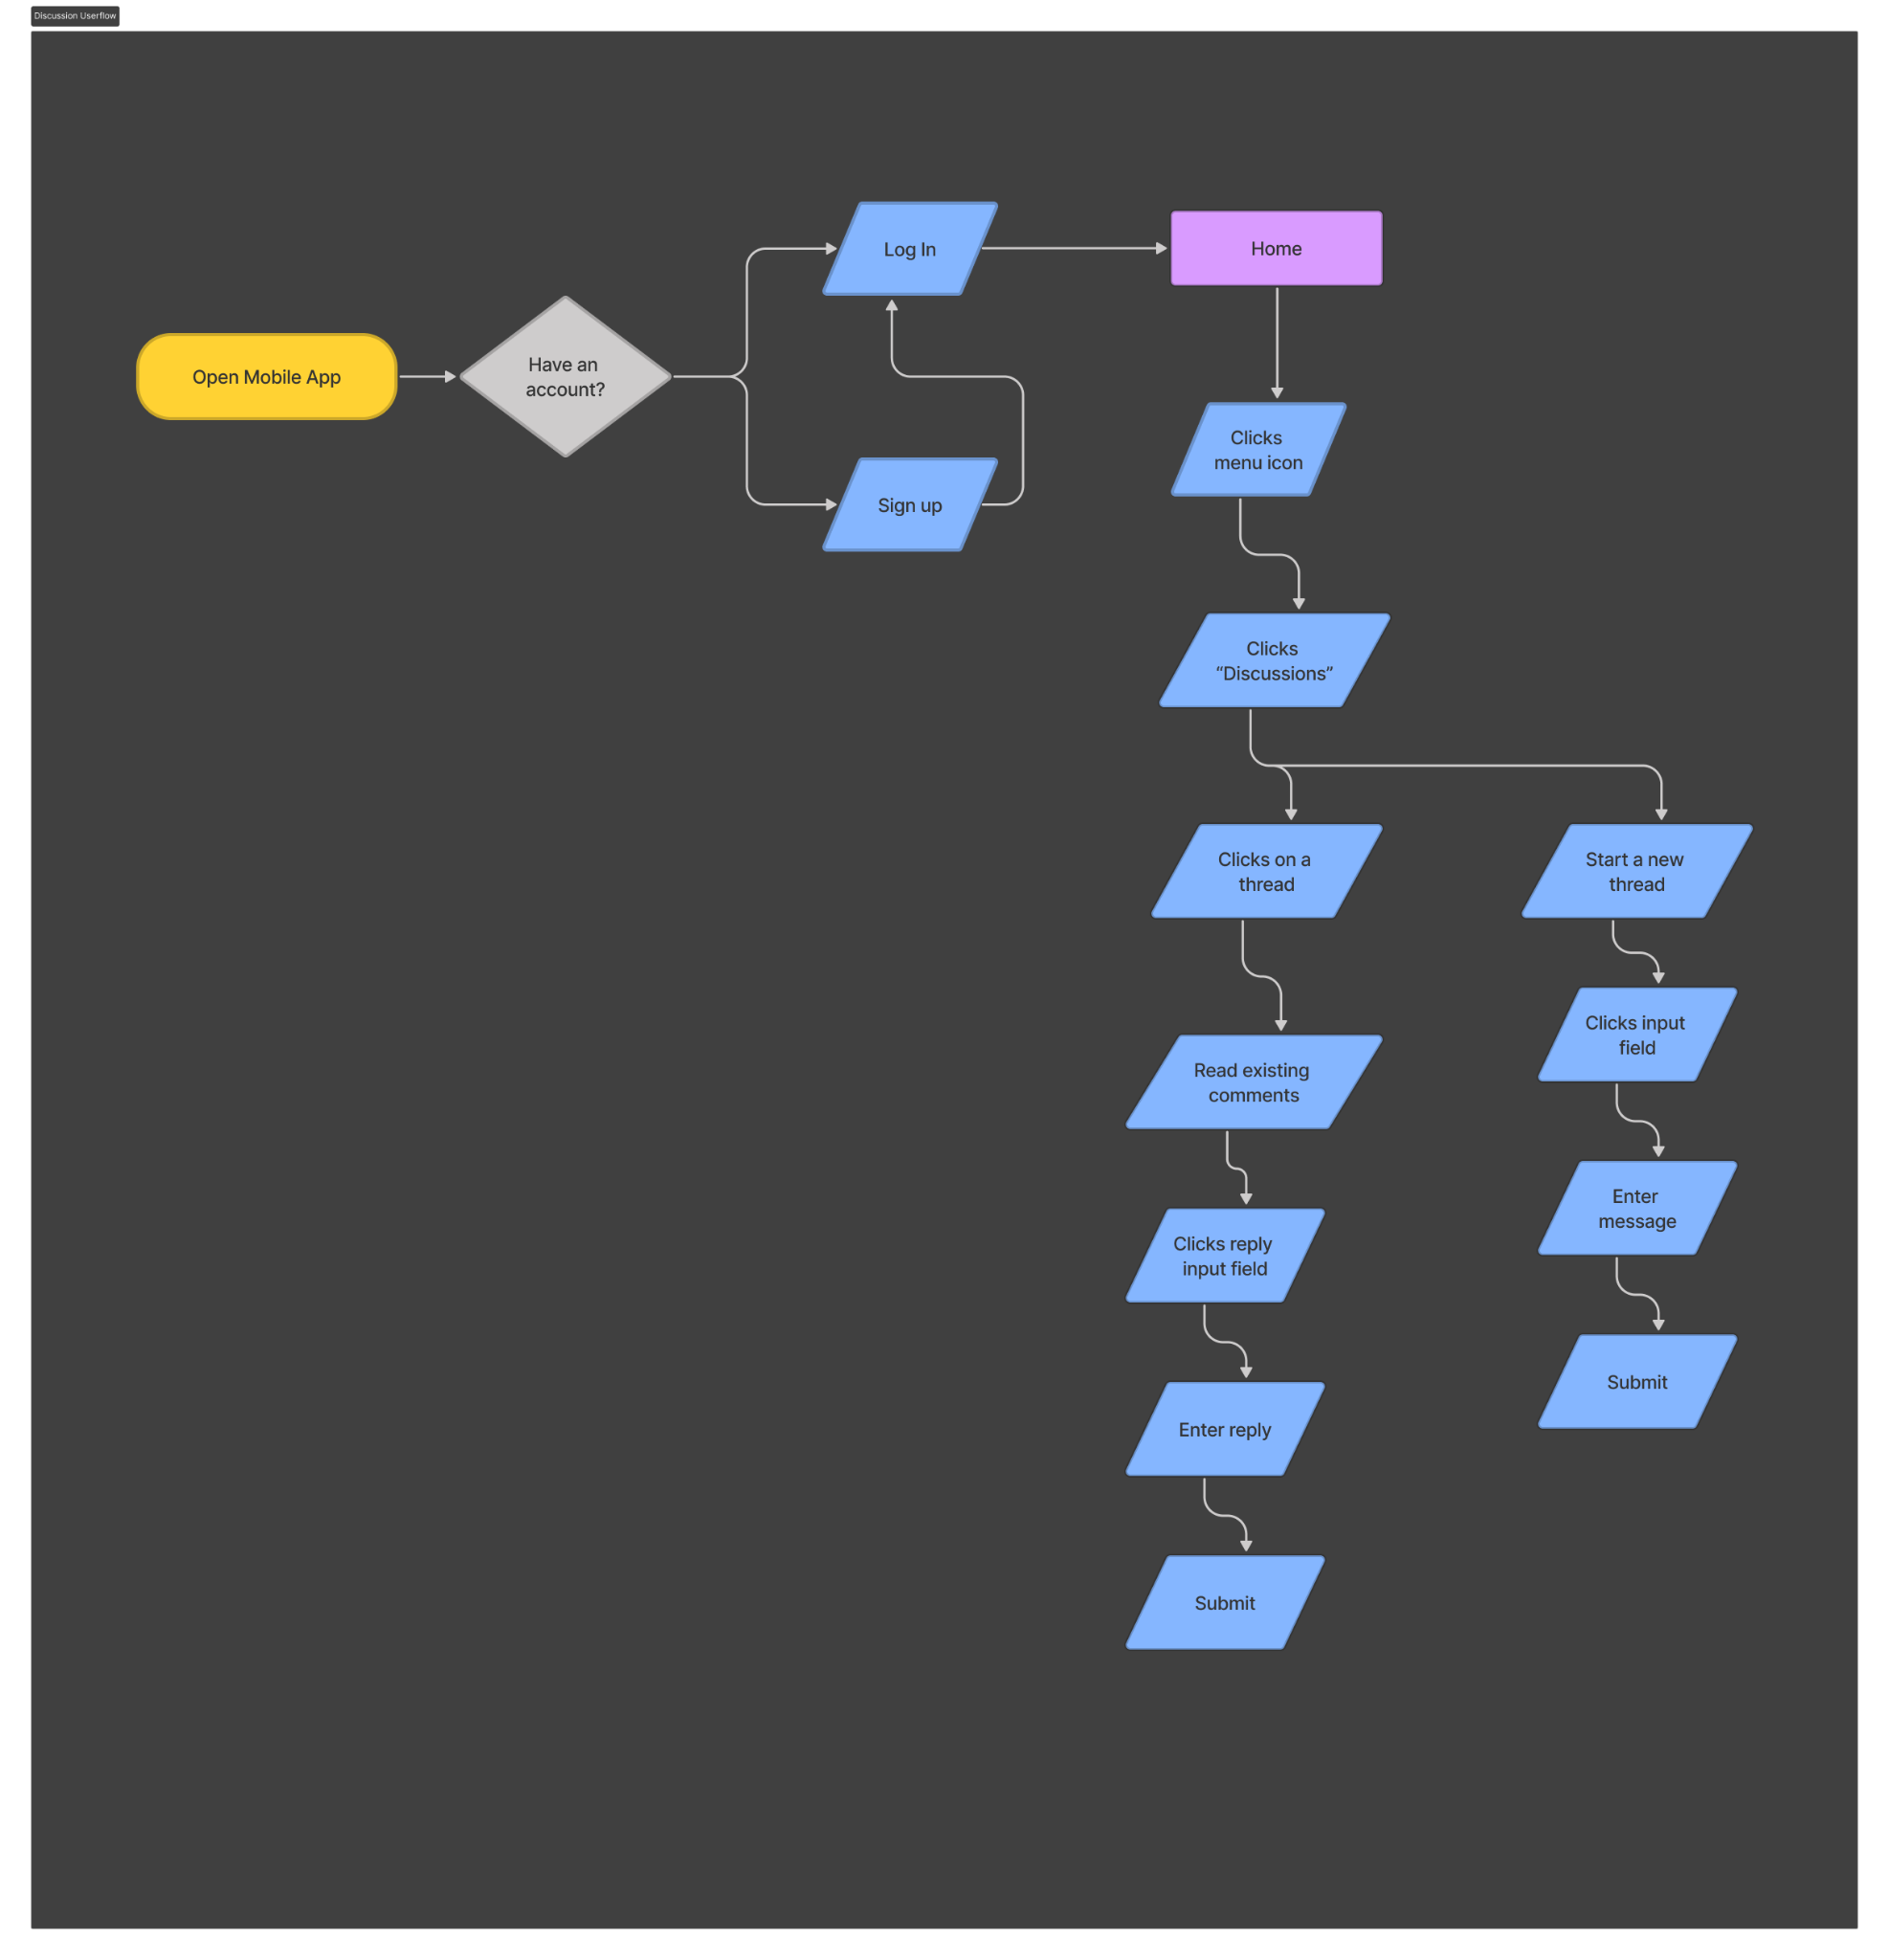 Discussion Userflow
Open Mobile App
Have an
account?
Log In
Sign up
Home
Clicks
menu icon
Clicks
“Discussions”
Clicks on a
thread
Read existing
comments
Clicks reply
input field
Enter reply
Submit
Start a new
thread
Clicks input
field
Enter
message
Submit